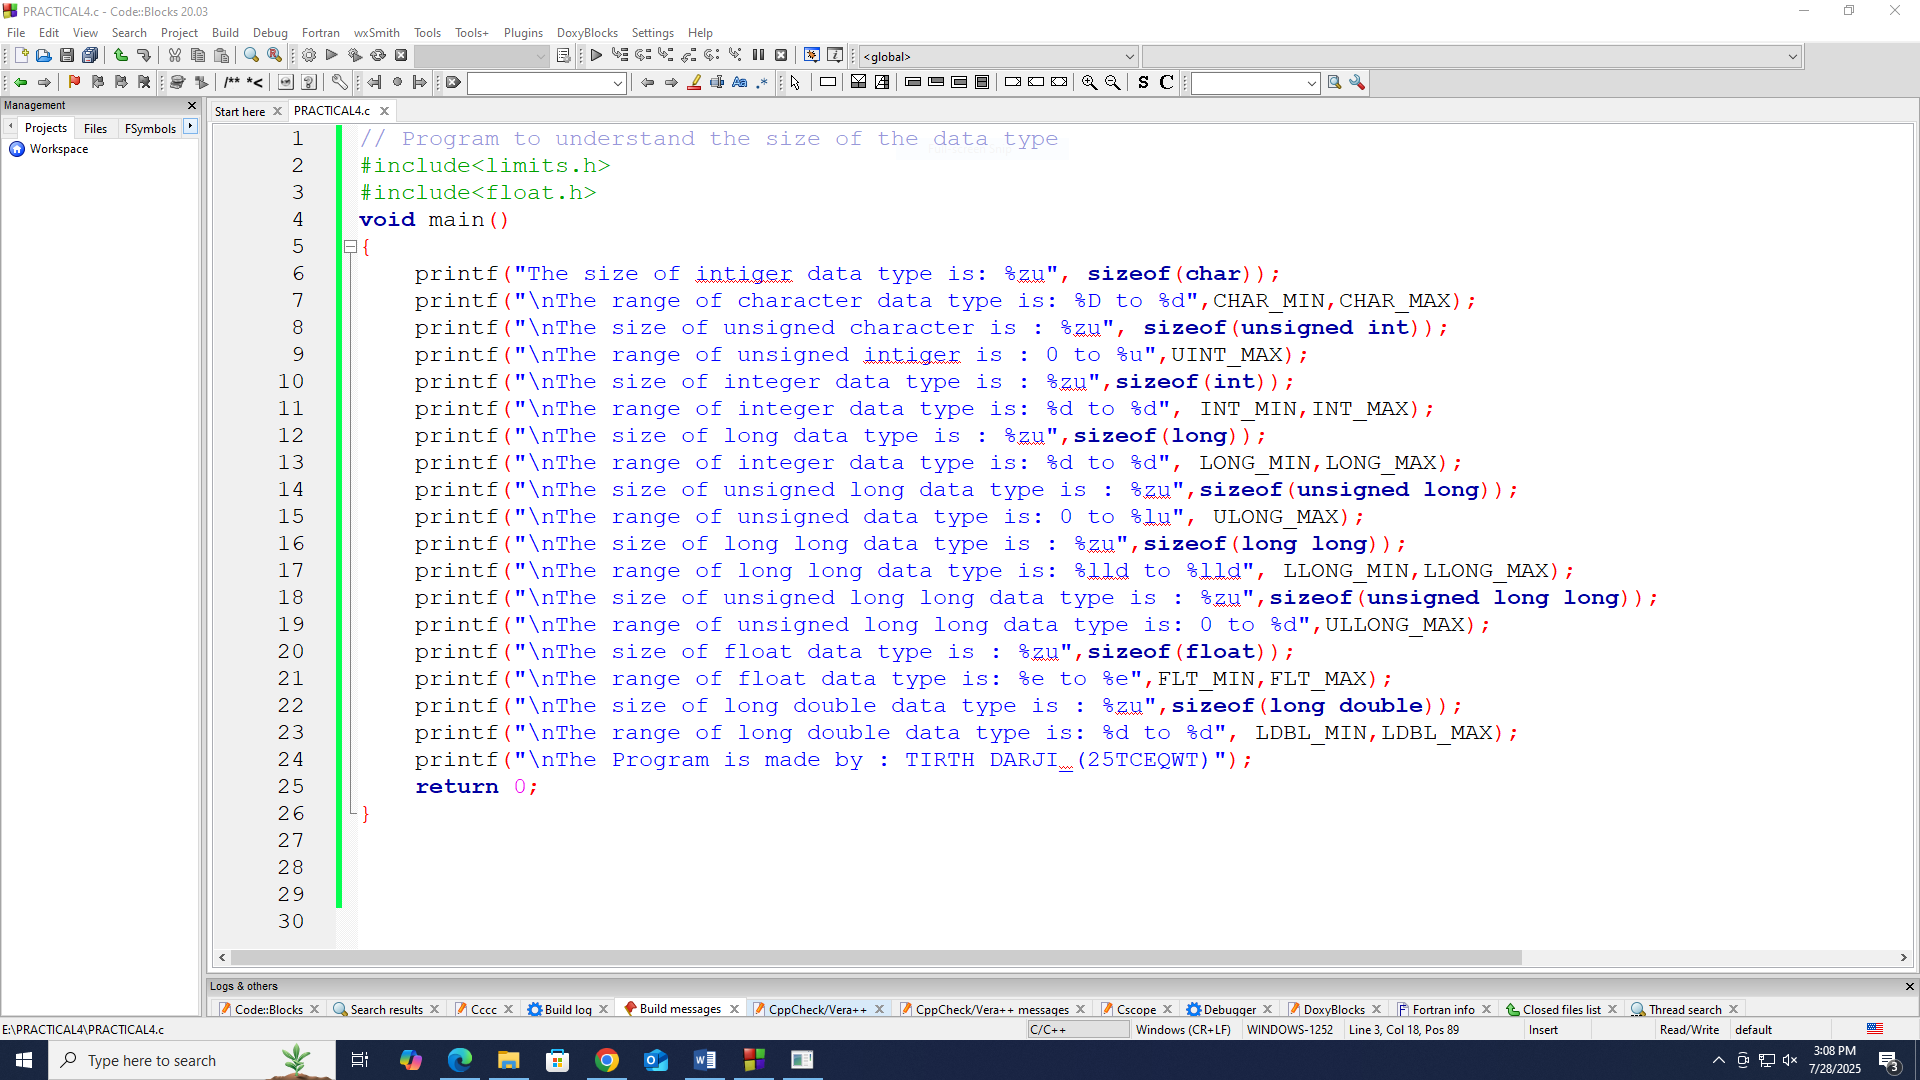 PRACTICAL4.c - Code::Blocks 20.03
File Edit View Search Project Build Debug Fortran wxSmith Tools Tools+ Plugins DoxyBlocks Settings Help
<global>
/** *<
Aa .*
S C
Management
Projects Files FSymbols
Workspace
Start here PRACTICAL4.c
1 // Program to understand the size of the data type
2 #include<limits.h>
3 #include<float.h>
4 void main()
5 {
6 printf("The size of intiger data type is: %zu", sizeof(char));
7 printf("\nThe range of character data type is: %D to %d",CHAR_MIN,CHAR_MAX);
8 printf("\nThe size of unsigned character is : %zu", sizeof(unsigned int));
9 printf("\nThe range of unsigned intiger is : 0 to %u",UINT_MAX);
10 printf("\nThe size of integer data type is : %zu",sizeof(int));
11 printf("\nThe range of integer data type is: %d to %d", INT_MIN,INT_MAX);
12 printf("\nThe size of long data type is : %zu",sizeof(long));
13 printf("\nThe range of integer data type is: %d to %d", LONG_MIN,LONG_MAX);
14 printf("\nThe size of unsigned long data type is : %zu",sizeof(unsigned long));
15 printf("\nThe range of unsigned data type is: 0 to %lu", ULONG_MAX);
16 printf("\nThe size of long long data type is : %zu",sizeof(long long));
17 printf("\nThe range of long long data type is: %lld to %lld", LLONG_MIN,LLONG_MAX);
18 printf("\nThe size of unsigned long long data type is : %zu",sizeof(unsigned long long));
19 printf("\nThe range of unsigned long long data type is: 0 to %d",ULLONG_MAX);
20 printf("\nThe size of float data type is : %zu",sizeof(float));
21 printf("\nThe range of float data type is: %e to %e",FLT_MIN,FLT_MAX);
22 printf("\nThe size of long double data type is : %zu",sizeof(long double));
23 printf("\nThe range of long double data type is: %d to %d", LDBL_MIN,LDBL_MAX);
24 printf("\nThe Program is made by : TIRTH DARJI_(25TCEQWT)");
25 return 0;
26 }
27
28
29
30
Logs & others
Code::Blocks Search results Cccc Build log Build messages CppCheck/Vera++ CppCheck/Vera++ messages Cscope Debugger DoxyBlocks Fortran info Closed files list Thread search
E:\PRACTICAL4\PRACTICAL4.c C/C++ Windows (CR+LF) WINDOWS-1252 Line 3, Col 18, Pos 89 Insert Read/Write default
Type here to search
3:08 PM
7/28/2025
3